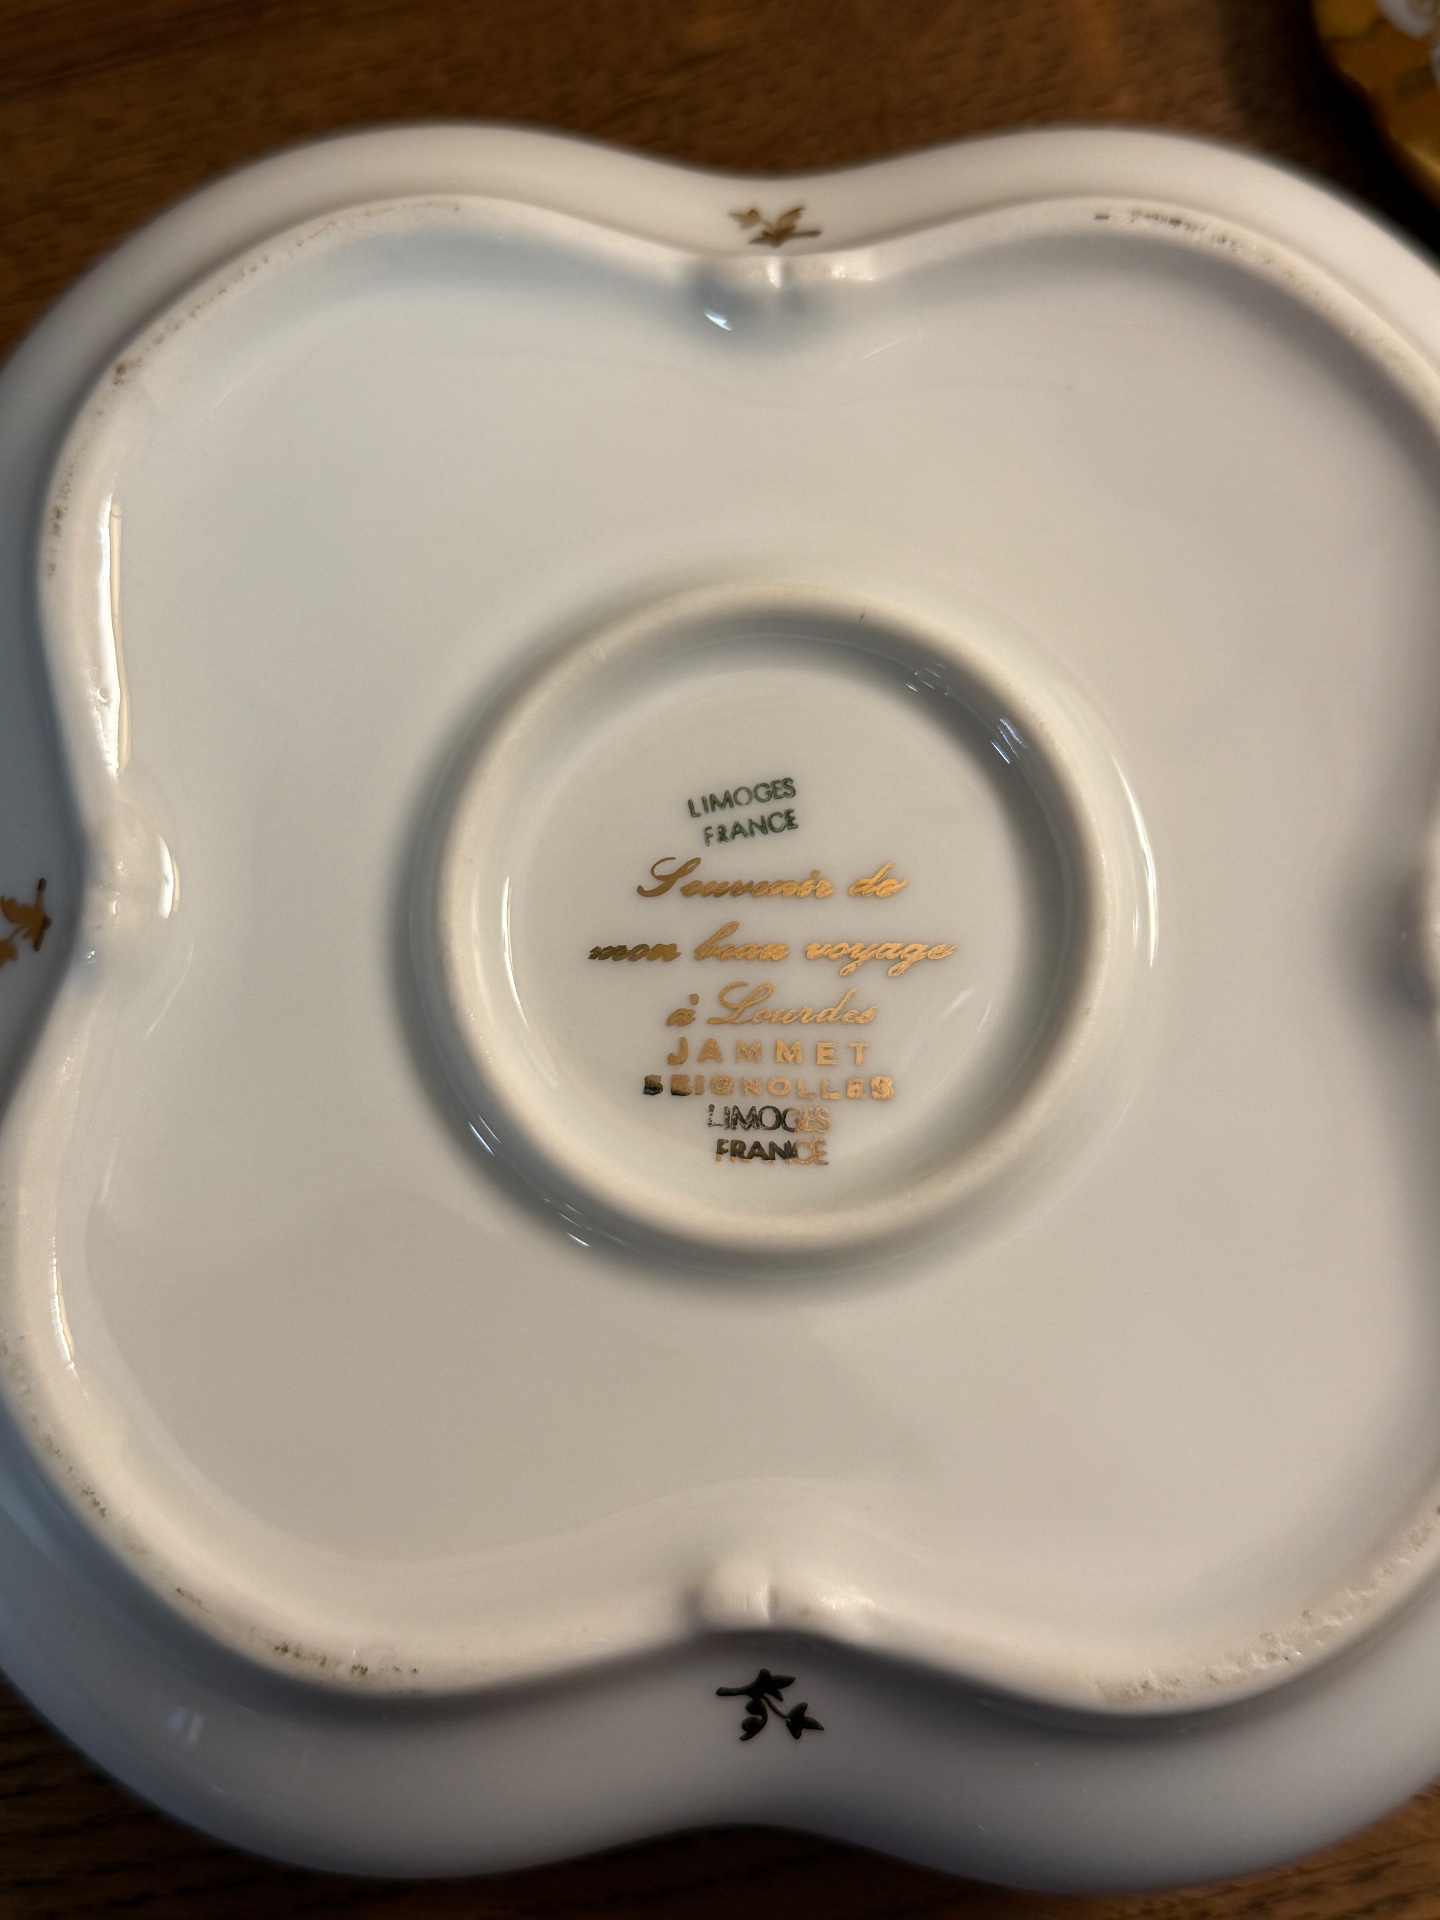 LIMOGES
FRANCE
Souvenir de
mon beau voyage
à Lourdes
JAMMET
SEIGNOLLES
LIMOGES
FRANCE